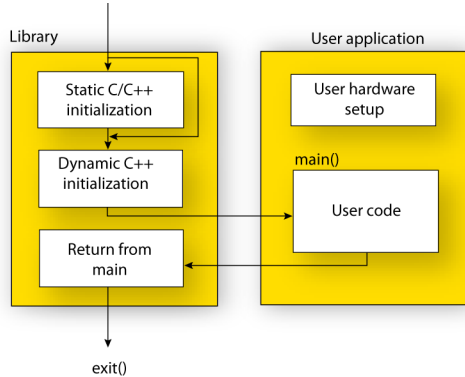 Library
Static C/C++
initialization
Dynamic C++
initialization
Return from
main
exit()
User application
User hardware
setup
main()
User code